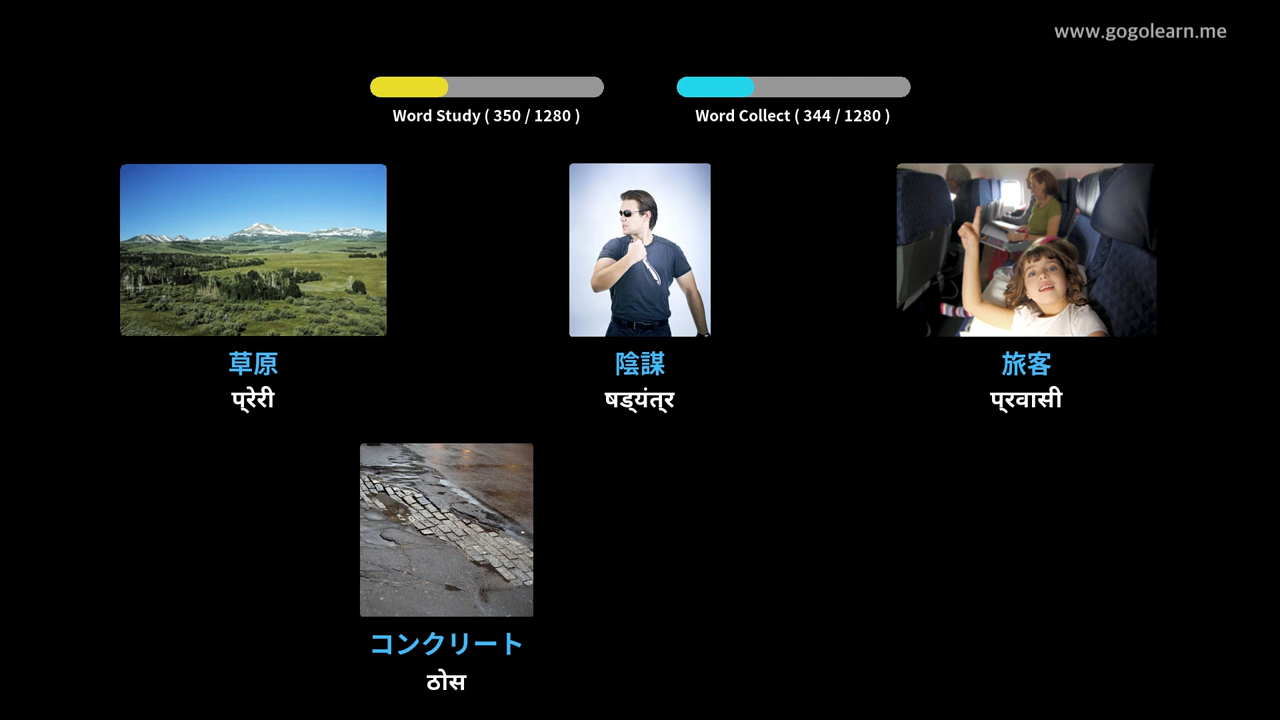 www.gogolearn.me
Word Study ( 350 / 1280 )
Word Collect ( 344 / 1280 )
草原
प्रेरी
陰謀
षड्यंत्र
旅客
प्रवासी
コンクリート
ठोस